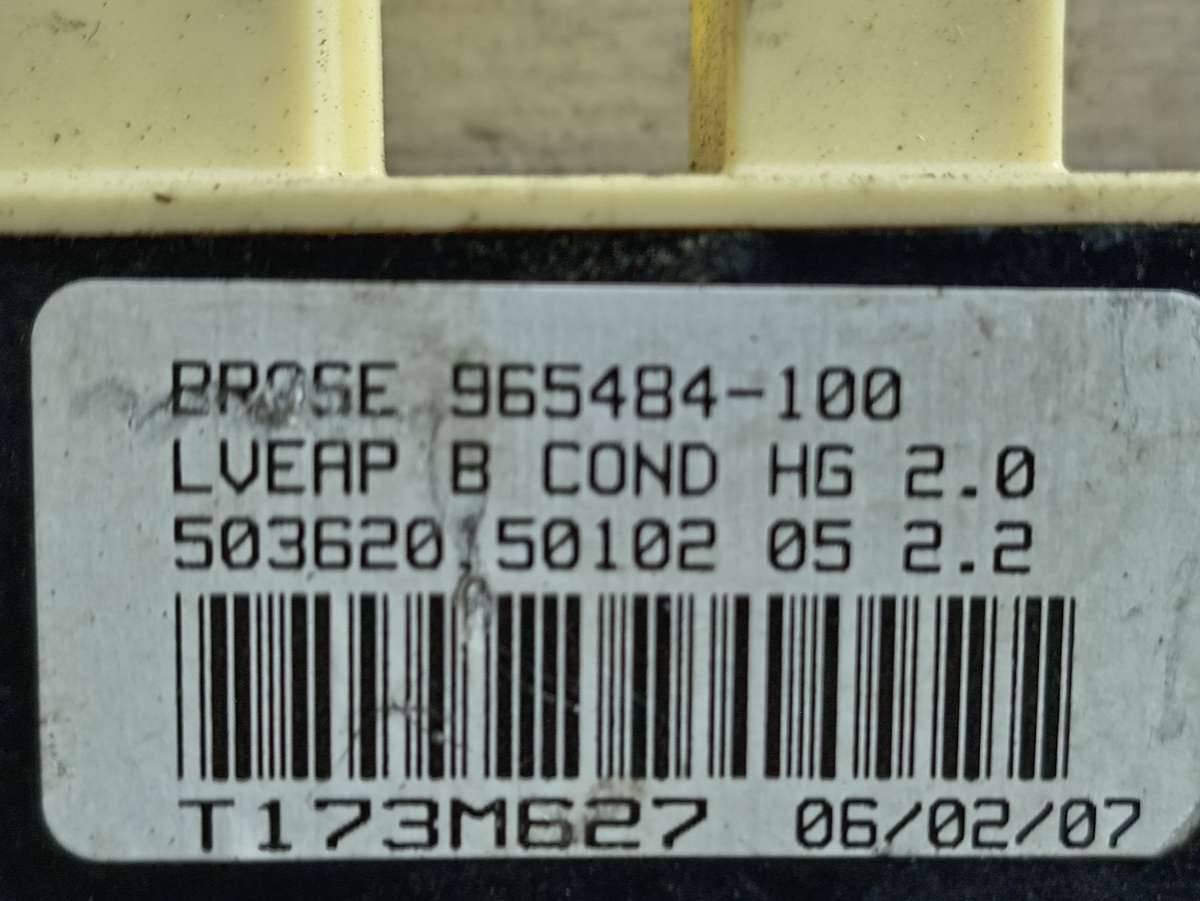 BROSE 965484-100
LVEAP B COND HG 2.0
503620.50102 05 2.2
T173M627 06/02/07